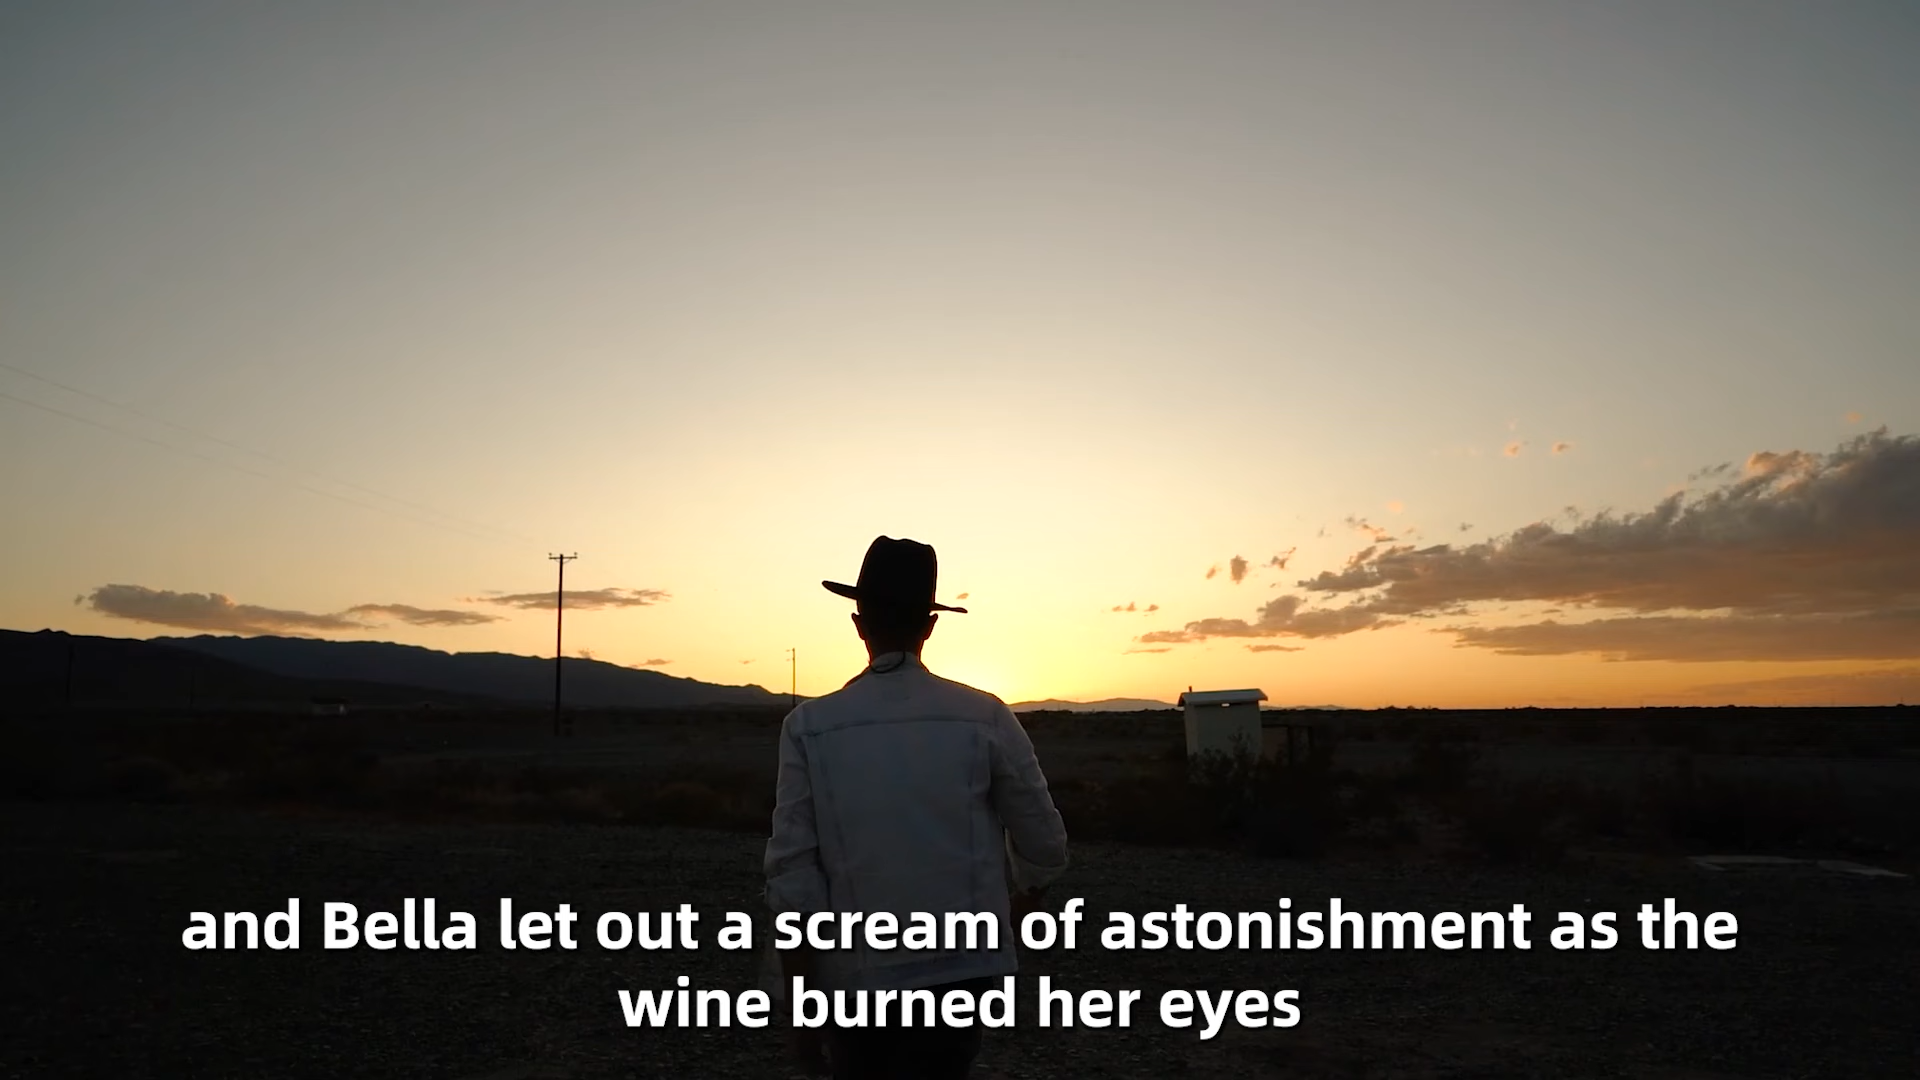 and Bella let out a scream of astonishment as the
wine burned her eyes